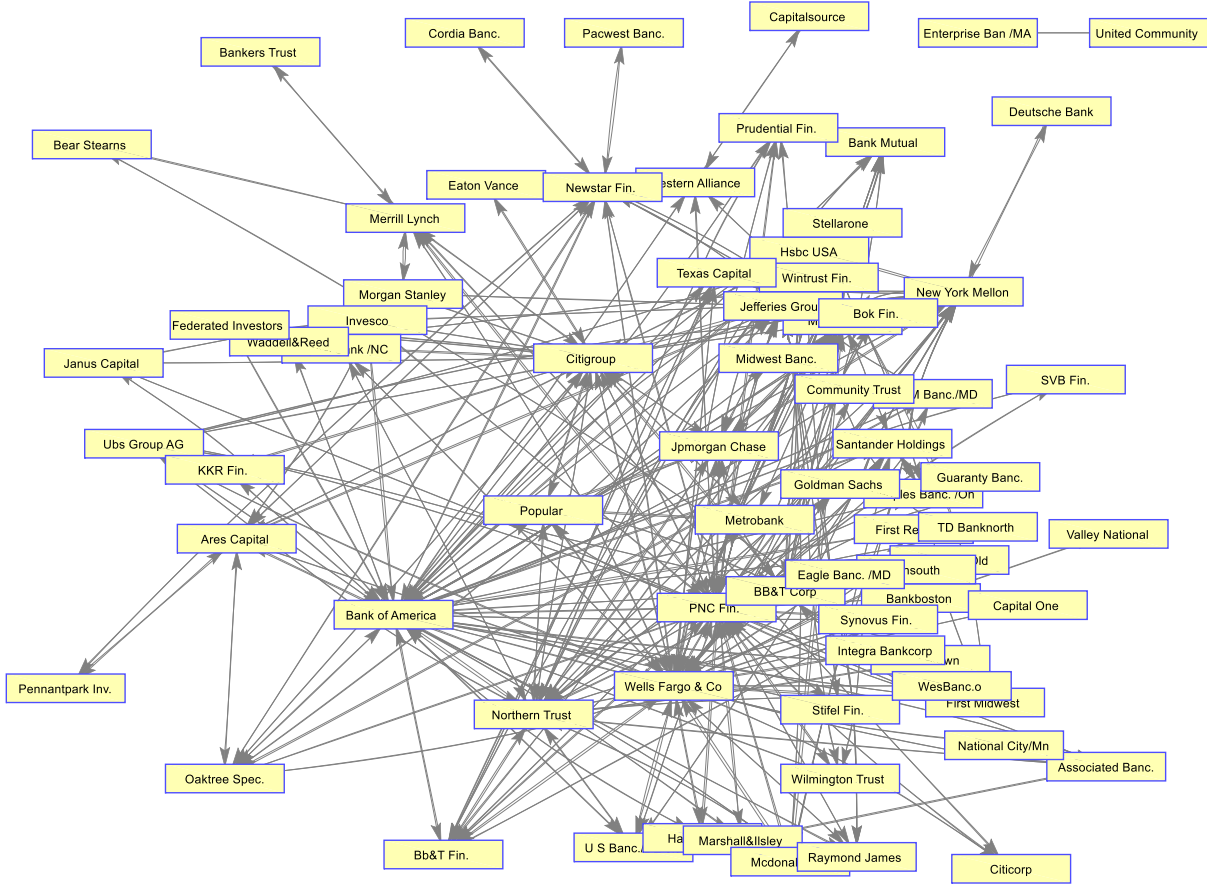 Capitalsource
Cordia Banc.
Pacwest Banc.
Enterprise Ban /MA
United Community
Bankers Trust
Deutsche Bank
Prudential Fin.
Bear Stearns
Bank Mutual
Eaton Vance
Newstar Fin.
estern Alliance
Merrill Lynch
Stellarone
Hsbc USA
Texas Capital
Wintrust Fin.
Morgan Stanley
New York Mellon
Jefferies Grou
Invesco
Bok Fin.
Federated Investors
Waddell&Reed
nk /NC
Janus Capital
Citigroup
Midwest Banc.
SVB Fin.
Community Trust
M Banc./MD
Ubs Group AG
Jpmorgan Chase
Santander Holdings
KKR Fin.
Goldman Sachs
Guaranty Banc.
ples Banc. /Oh
Popular
Metrobank
First Re
TD Banknorth
Ares Capital
Valley National
Old
Eagle Banc. /MD
nsouth
BB&T Corp
Bankboston
Capital One
Bank of America
PNC Fin.
Synovus Fin.
Integra Bankcorp
wn
Pennantpark Inv.
Wells Fargo & Co
WesBanc.o
First Midwest
Northern Trust
Stifel Fin.
National City/Mn
Oaktree Spec.
Wilmington Trust
Associated Banc.
Bb&T Fin.
U S Banc.
Ha
Marshall&Ilsley
Mcdonal
Raymond James
Citicorp